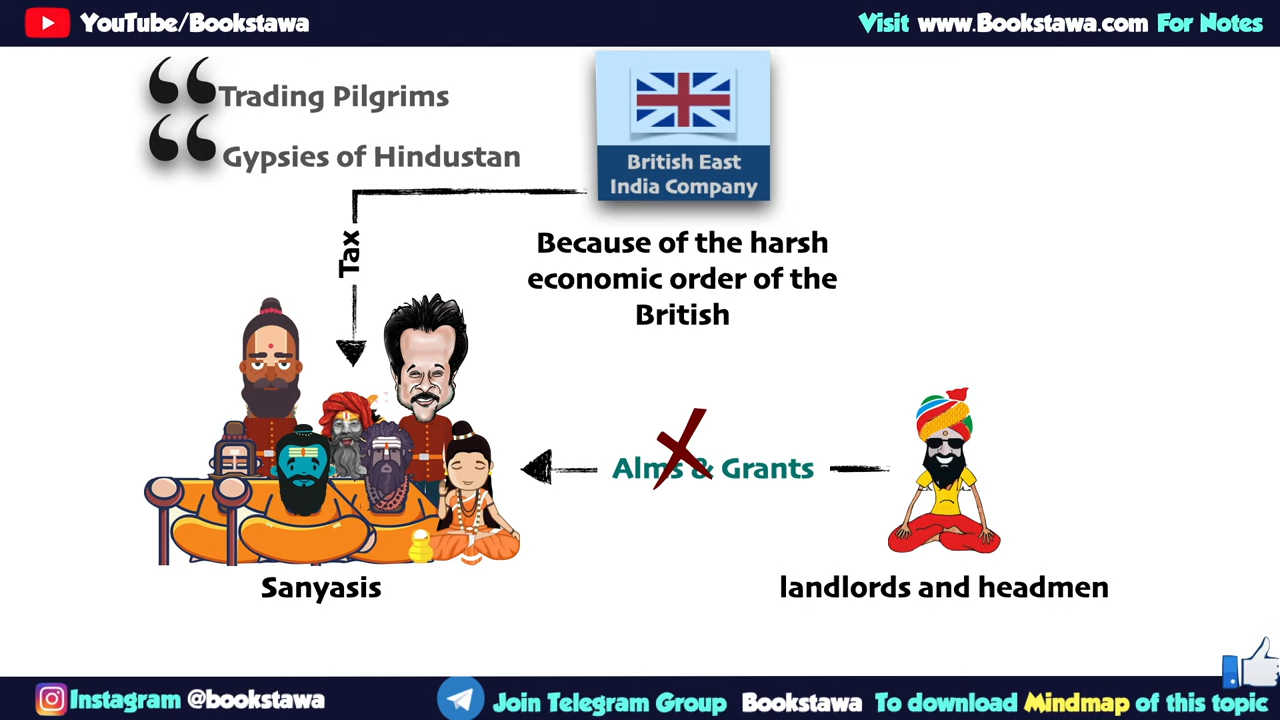 YouTube/Bookstawa
Visit www.Bookstawa.com For Notes
Trading Pilgrims
Gypsies of Hindustan
British East
India Company
Tax
Because of the harsh
economic order of the
British
Alms & Grants
Sanyasis
landlords and headmen
Instagram @bookstawa
Join Telegram Group Bookstawa To download Mindmap of this topic